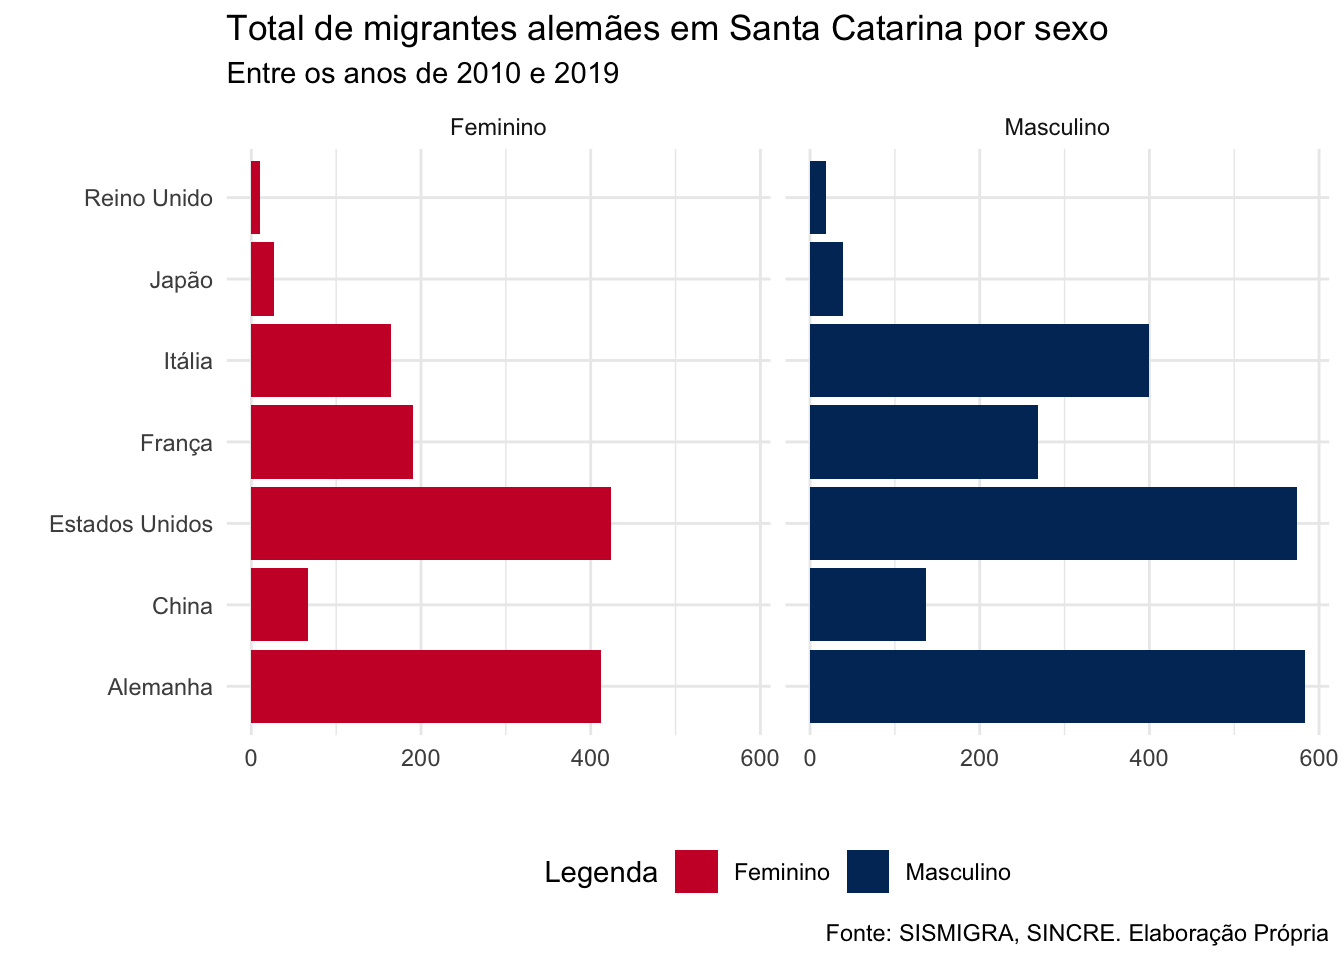 Total de migrantes alemães em Santa Catarina por sexo
Entre os anos de 2010 e 2019
Feminino
Masculino
Reino Unido
Japão
Itália
França
Estados Unidos
China
Alemanha
0 200 400 600
0 200 400 600
Legenda Feminino Masculino
Fonte: SISMIGRA, SINCRE. Elaboração Própria